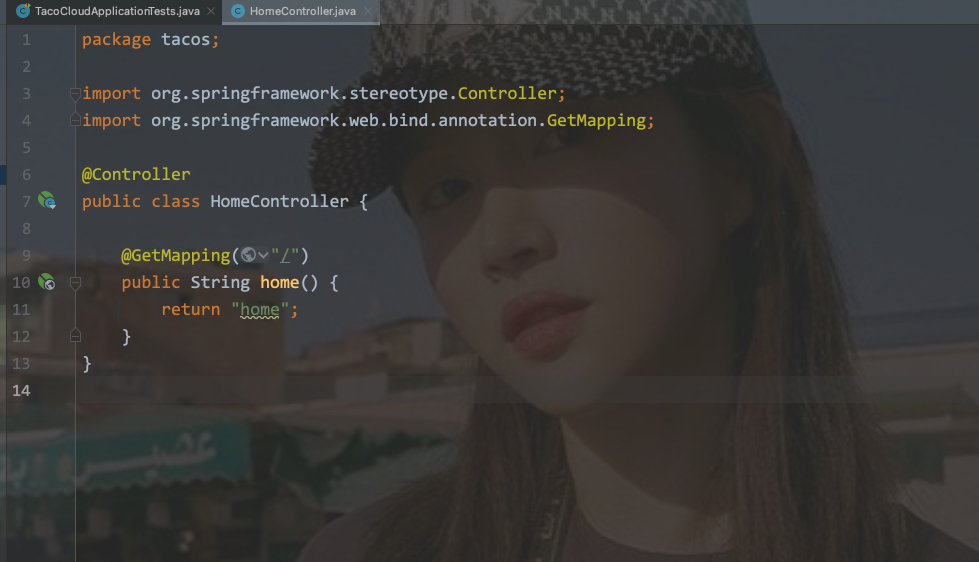 TacoCloudApplicationTests.java × HomeController.java ×
1 package tacos;
2
3 import org.springframework.stereotype.Controller;
4 import org.springframework.web.bind.annotation.GetMapping;
5
6 @Controller
7 public class HomeController {
8
9 @GetMapping("/")
10 public String home() {
11 return "home";
12 }
13 }
14
عصير